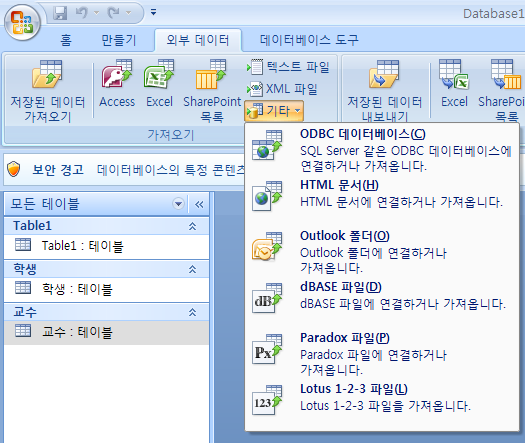 Database1
홈 만들기 외부 데이터 데이터베이스 도구
저장된 데이터 가져오기
Access
Excel
SharePoint 목록
텍스트 파일
XML 파일
기타
가져오기
저장된 데이터 내보내기
Excel
SharePoint 목록
보안 경고 데이터베이스의 특정 콘텐츠
모든 테이블
Table1
Table1 : 테이블
학생
학생 : 테이블
교수
교수 : 테이블
ODBC 데이터베이스(C)
SQL Server 같은 ODBC 데이터베이스에
연결하거나 가져옵니다.
HTML 문서(H)
HTML 문서에 연결하거나 가져옵니다.
Outlook 폴더(O)
Outlook 폴더에 연결하거나
가져옵니다.
dBASE 파일(D)
dBASE 파일에 연결하거나 가져옵니다.
Paradox 파일(P)
Paradox 파일에 연결하거나
가져옵니다.
Lotus 1-2-3 파일(L)
Lotus 1-2-3 파일을 가져옵니다.